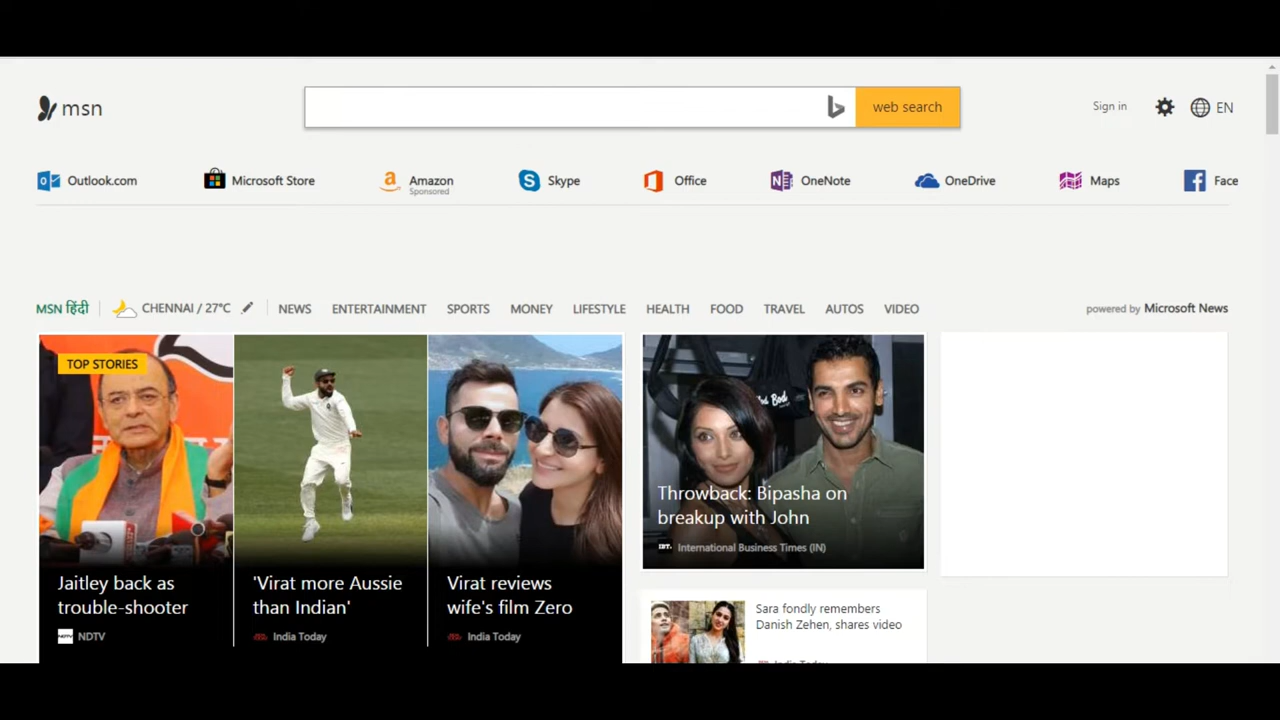 msn
web search
Sign in
EN
Outlook.com
Microsoft Store
Amazon
Sponsored
Skype
Office
OneNote
OneDrive
Maps
Face
MSN हिंदी
CHENNAI / 27°C
NEWS
ENTERTAINMENT
SPORTS
MONEY
LIFESTYLE
HEALTH
FOOD
TRAVEL
AUTOS
VIDEO
powered by Microsoft News
TOP STORIES
Jaitley back as
trouble-shooter
NDTV
'Virat more Aussie
than Indian'
India Today
Virat reviews
wife's film Zero
India Today
Throwback: Bipasha on
breakup with John
IBT. International Business Times (IN)
Sara fondly remembers
Danish Zehen, shares video
India Today